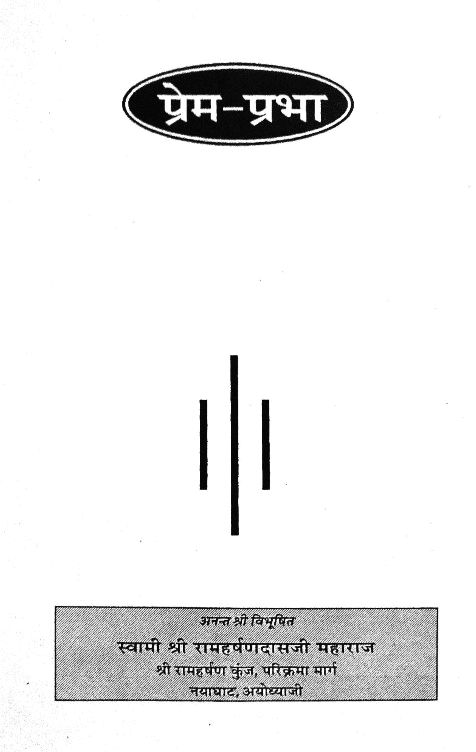 प्रेम-प्रभा
अनन्त श्री विभूषित
स्वामी श्री रामहर्षणदासजी महाराज
श्री रामहर्षण कुंज, परिक्रमा मार्ग
नयाघाट, अयोध्याजी